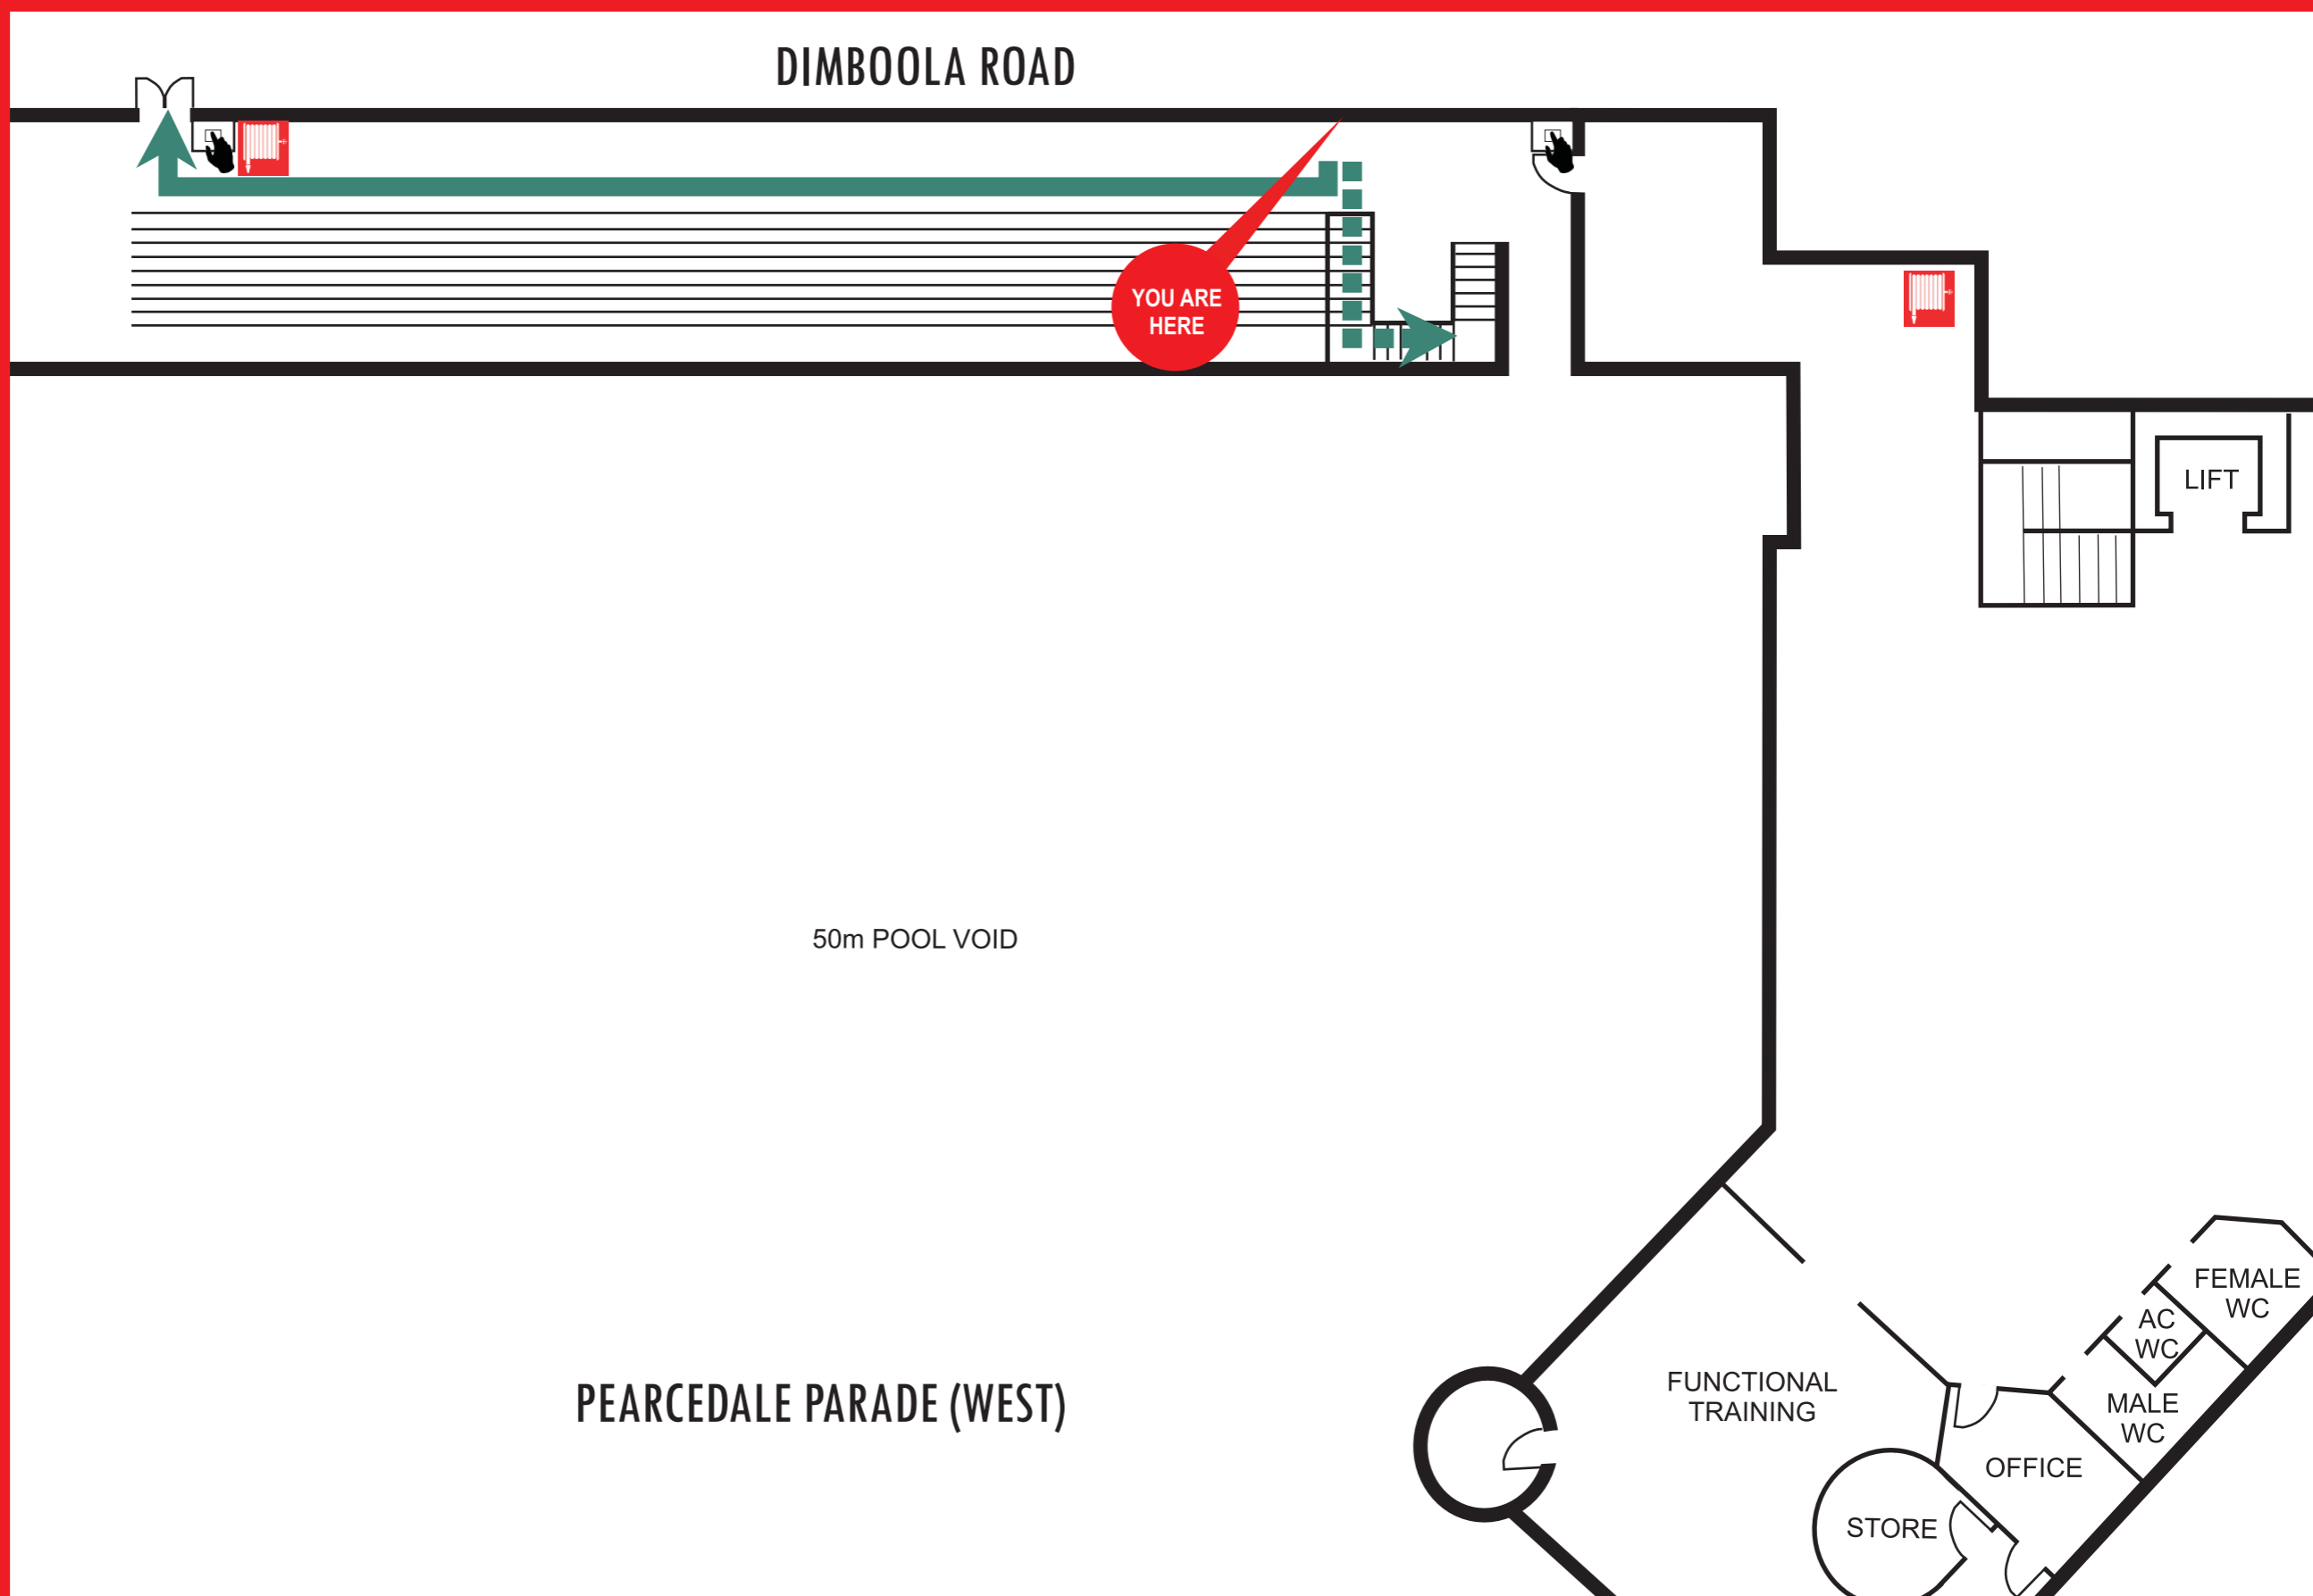 DIMBOOLA ROAD
YOU ARE
HERE
LIFT
50m POOL VOID
FEMALE
WC
AC
WC
PEARCEDALE PARADE (WEST)
FUNCTIONAL
TRAINING
MALE
WC
OFFICE
STORE